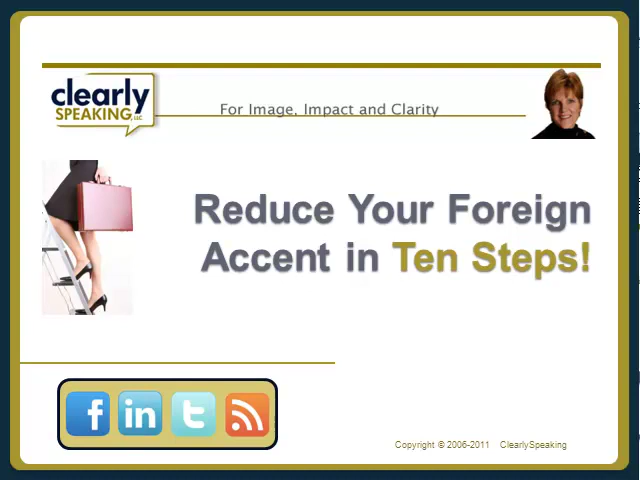 clearly
SPEAKING, LLC
For Image, Impact and Clarity
Reduce Your Foreign
Accent in Ten Steps!
f in t
Copyright © 2006-2011 ClearlySpeaking